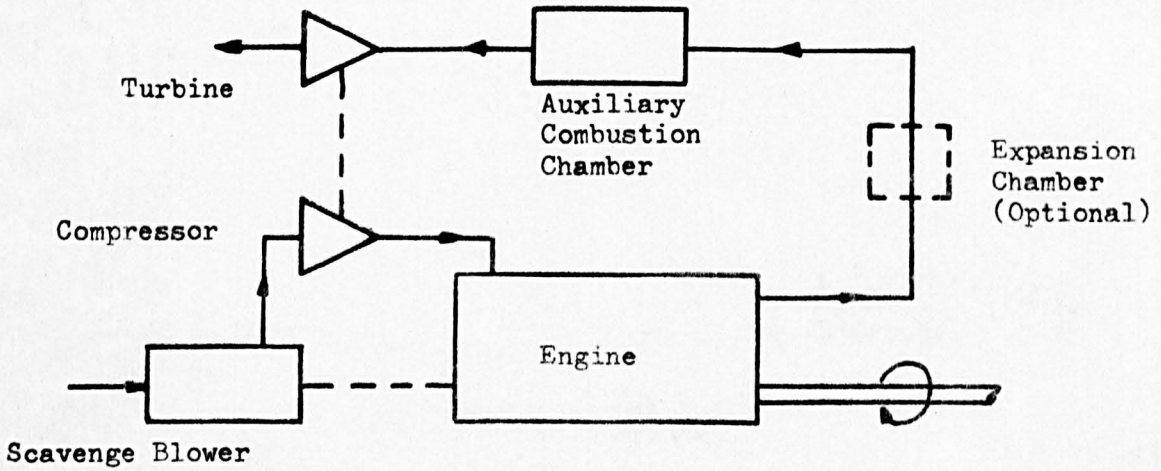 Turbine
Auxiliary
Combustion
Chamber
Expansion
Chamber
(Optional)
Compressor
Engine
Scavenge Blower